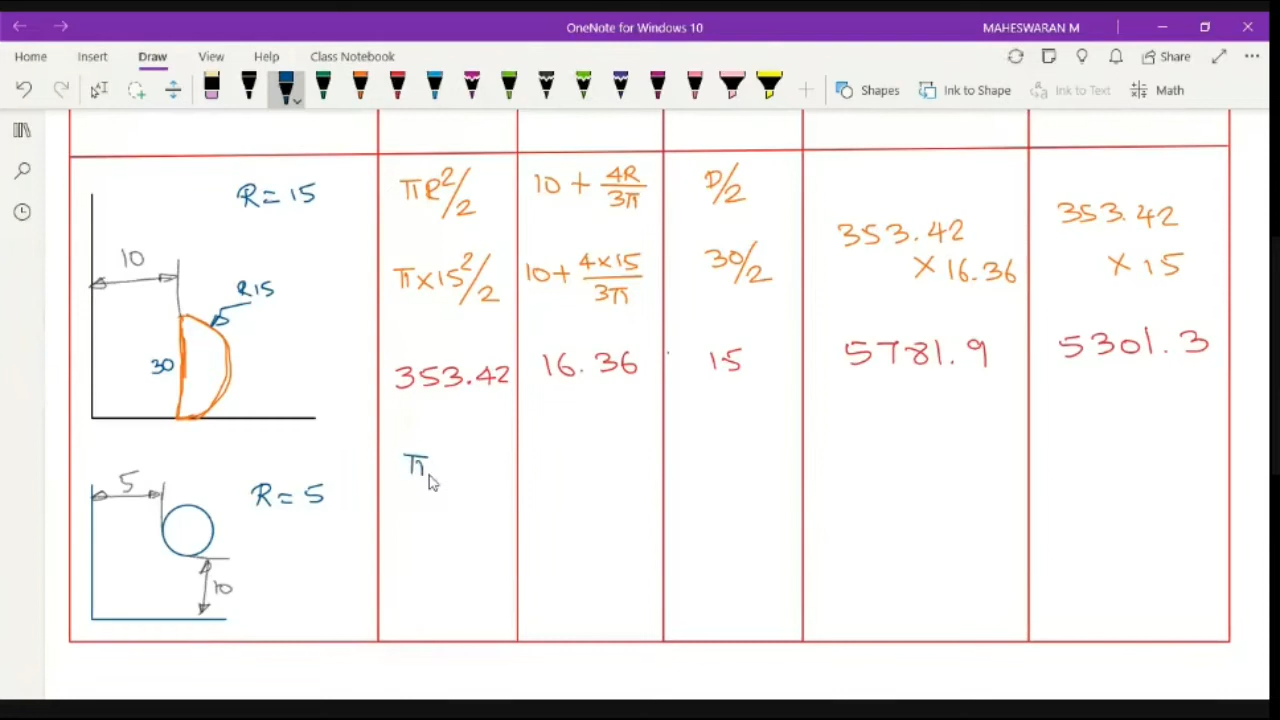 OneNote for Windows 10
MAHESWARAN M
Home Insert Draw View Help Class Notebook
Share
Shapes Ink to Shape Ink to Text Math
R = 15
πR²/2
10 + 4R/3π
D/2
353.42 × 16.36
353.42 × 15
10
R15
30
π×15²/2
10 + 4×15/3π
30/2
353.42
16.36
15
5781.9
5301.3
π
5
R = 5
10